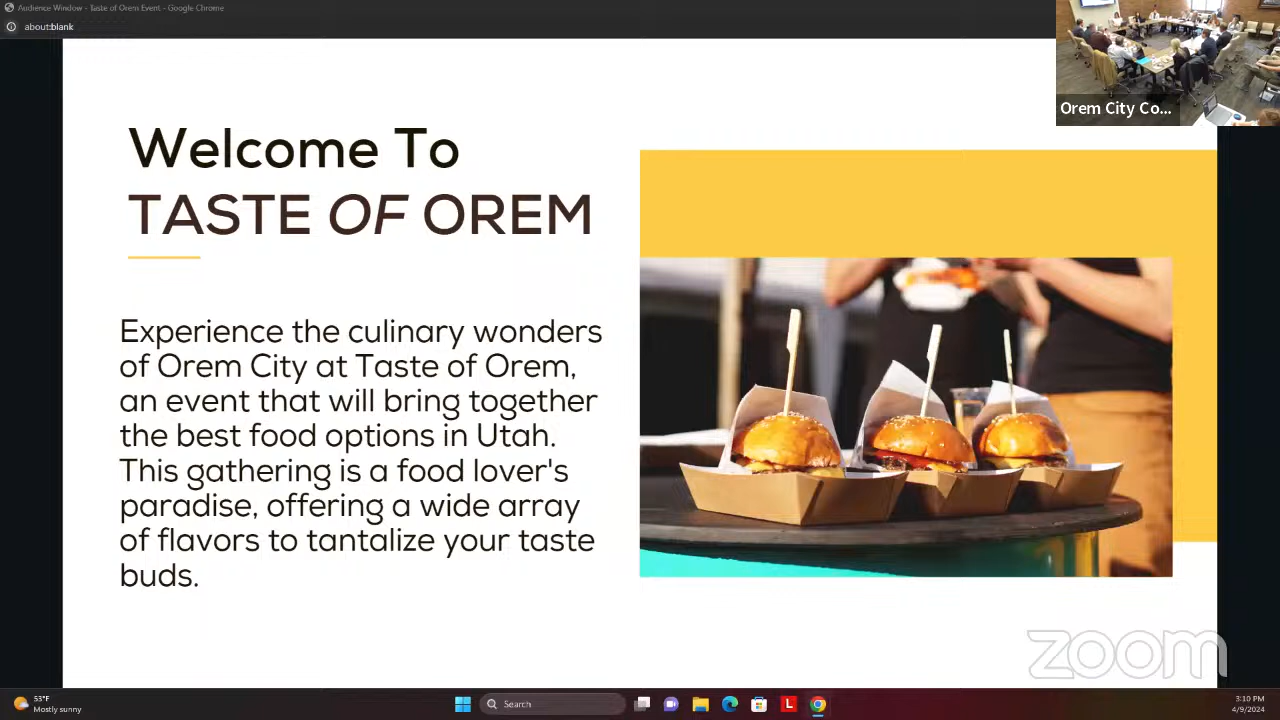 Audience Window - Taste of Orem Event - Google Chrome
about:blank
Orem City Co...
Welcome To
TASTE OF OREM
Experience the culinary wonders
of Orem City at Taste of Orem,
an event that will bring together
the best food options in Utah.
This gathering is a food lover's
paradise, offering a wide array
of flavors to tantalize your taste
buds.
zoom
53°F
Mostly sunny
Search
L
3:10 PM
4/9/2024